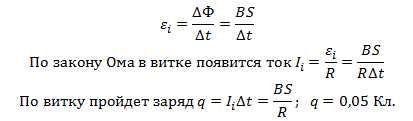 εᵢ = ΔФ/Δt = BS/Δt
По закону Ома в витке появится ток Iᵢ = εᵢ/R = BS/RΔt
По витку пройдет заряд q = IᵢΔt = BS/R ; q = 0,05 Кл.